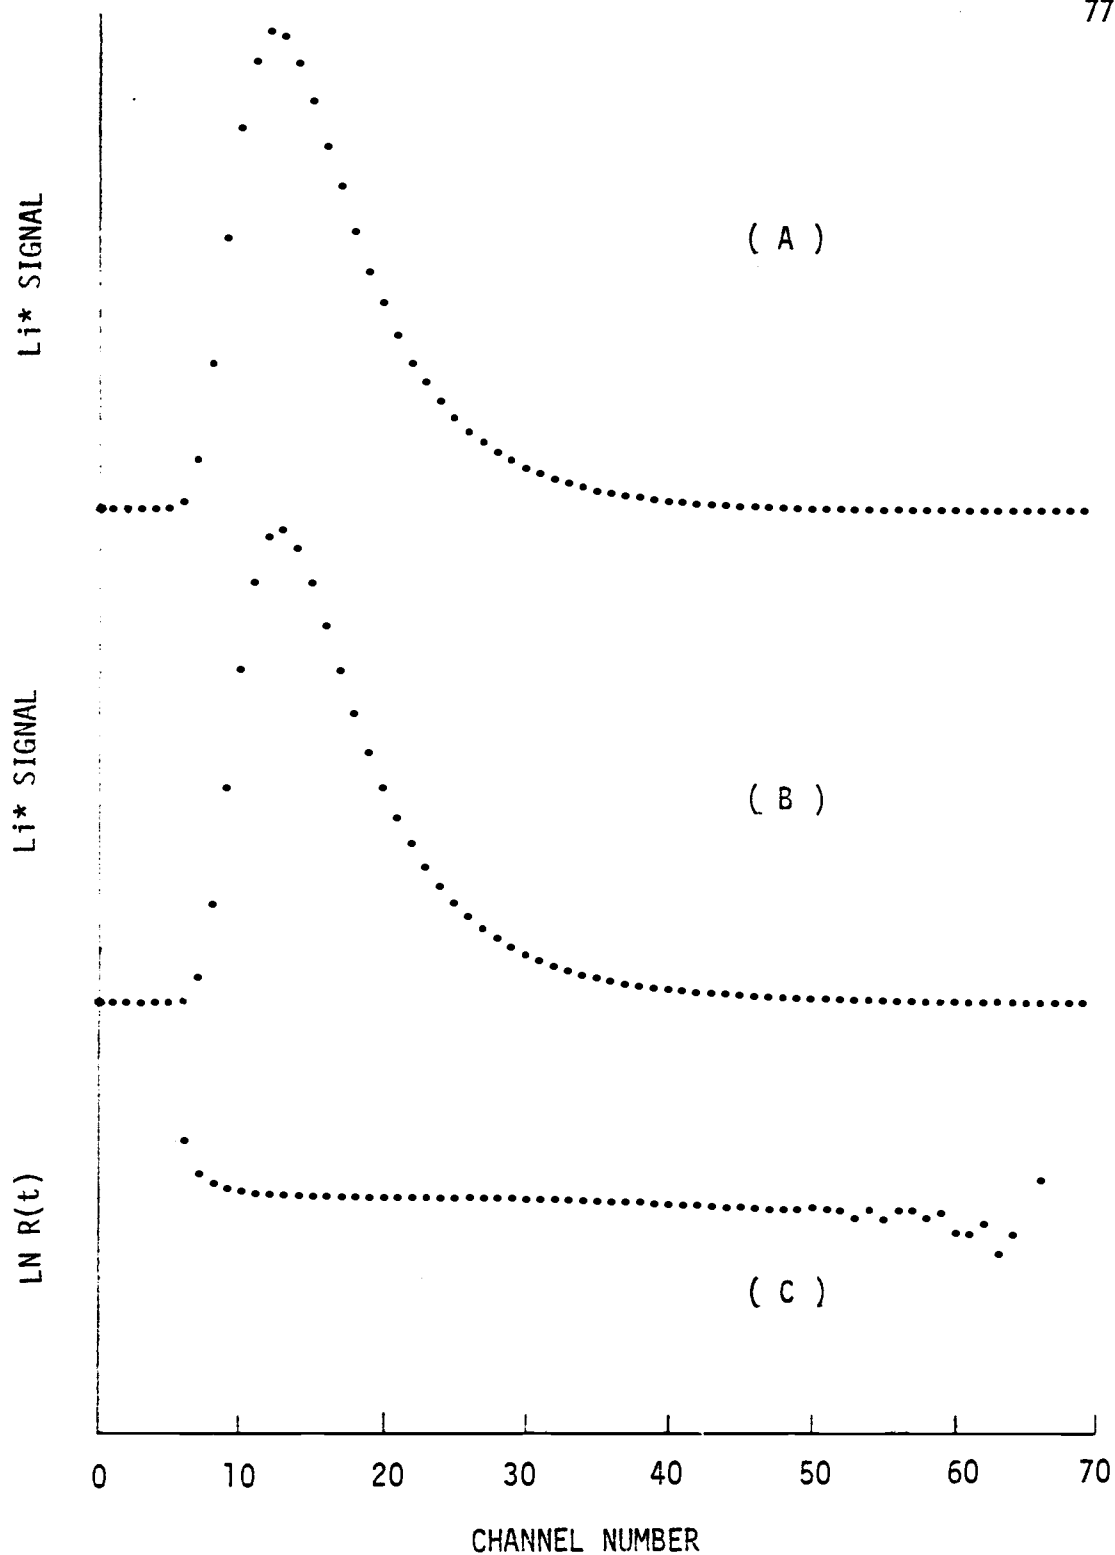 77
Li* SIGNAL
( A )
Li* SIGNAL
( B )
LN R(t)
( C )
0 10 20 30 40 50 60 70
CHANNEL NUMBER